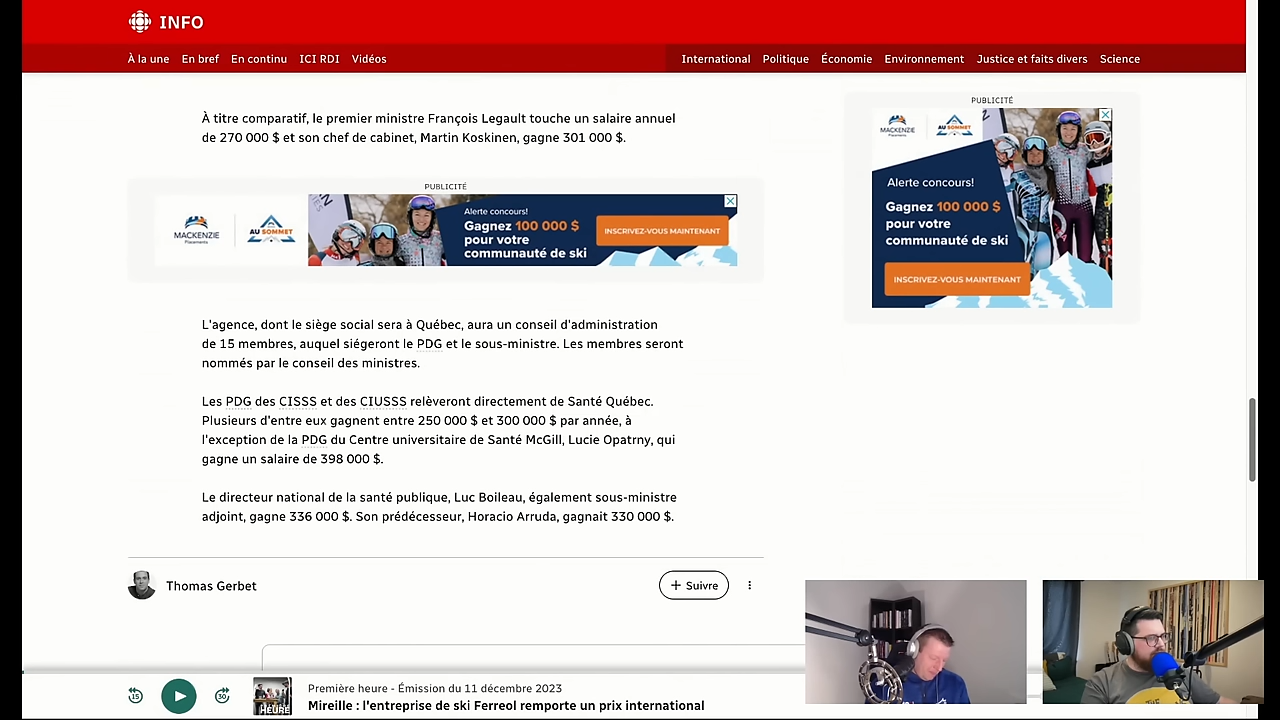 INFO
À la une En bref En continu ICI RDI Vidéos
International Politique Économie Environnement Justice et faits divers Science
À titre comparatif, le premier ministre François Legault touche un salaire annuel
de 270 000 $ et son chef de cabinet, Martin Koskinen, gagne 301 000 $.
PUBLICITÉ
MACKENZIE
Placements
AU SOMMET
Alerte concours!
Gagnez 100 000 $
pour votre
communauté de ski
INSCRIVEZ-VOUS MAINTENANT
PUBLICITÉ
MACKENZIE
Placements
AU SOMMET
Alerte concours!
Gagnez 100 000 $
pour votre
communauté de ski
INSCRIVEZ-VOUS MAINTENANT
L'agence, dont le siège social sera à Québec, aura un conseil d'administration
de 15 membres, auquel siégeront le PDG et le sous-ministre. Les membres seront
nommés par le conseil des ministres.
Les PDG des CISSS et des CIUSSS relèveront directement de Santé Québec.
Plusieurs d'entre eux gagnent entre 250 000 $ et 300 000 $ par année, à
l'exception de la PDG du Centre universitaire de Santé McGill, Lucie Opatrny, qui
gagne un salaire de 398 000 $.
Le directeur national de la santé publique, Luc Boileau, également sous-ministre
adjoint, gagne 336 000 $. Son prédécesseur, Horacio Arruda, gagnait 330 000 $.
Thomas Gerbet
+ Suivre
15
30
HEURE
Première heure - Émission du 11 décembre 2023
Mireille : l'entreprise de ski Ferreol remporte un prix international
THE